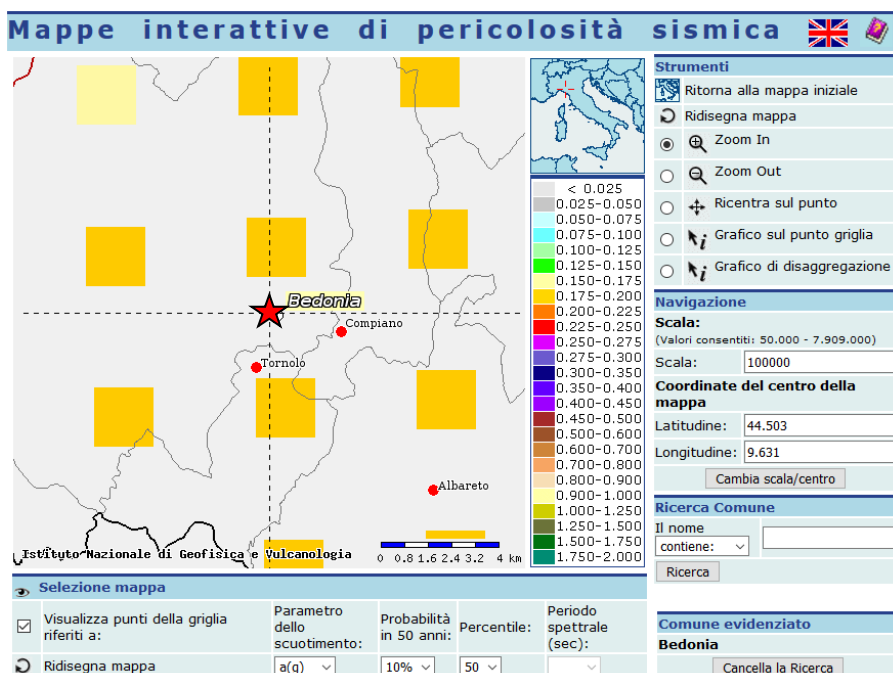 Mappe interattive di pericolosità sismica
Bedonia
Compiano
Tornolo
Albareto
Istituto Nazionale di Geofisica e Vulcanologia
0 0.8 1.6 2.4 3.2 4 km
< 0.025
0.025-0.050
0.050-0.075
0.075-0.100
0.100-0.125
0.125-0.150
0.150-0.175
0.175-0.200
0.200-0.225
0.225-0.250
0.250-0.275
0.275-0.300
0.300-0.350
0.350-0.400
0.400-0.450
0.450-0.500
0.500-0.600
0.600-0.700
0.700-0.800
0.800-0.900
0.900-1.000
1.000-1.250
1.250-1.500
1.500-1.750
1.750-2.000
Strumenti
Ritorna alla mappa iniziale
Ridisegna mappa
Zoom In
Zoom Out
Ricentra sul punto
Grafico sul punto griglia
Grafico di disaggregazione
Navigazione
Scala:
(Valori consentiti: 50.000 - 7.909.000)
Scala: 100000
Coordinate del centro della
mappa
Latitudine: 44.503
Longitudine: 9.631
Cambia scala/centro
Ricerca Comune
Il nome
contiene:
Ricerca
Comune evidenziato
Bedonia
Cancella la Ricerca
Selezione mappa
Visualizza punti della griglia
riferiti a:
Parametro
dello
scuotimento:
Probabilità
in 50 anni:
Percentile:
Periodo
spettrale
(sec):
Ridisegna mappa
a(g)
10%
50